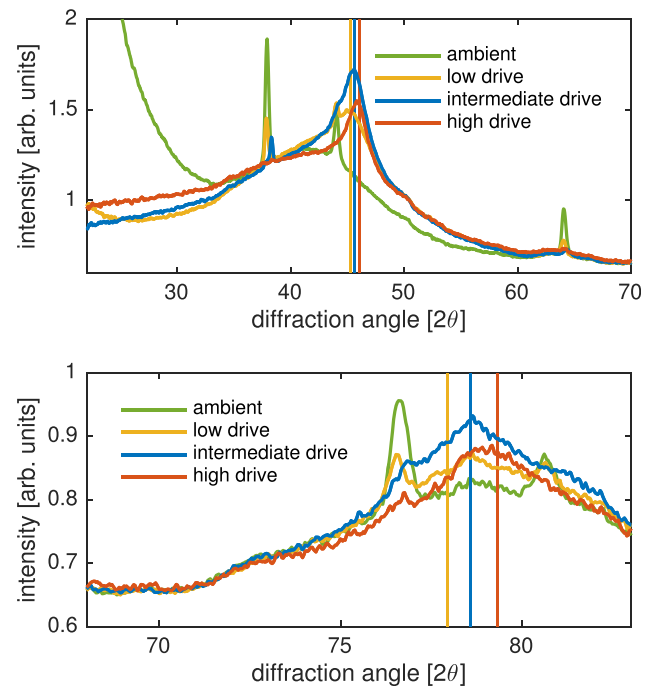 2
1.5
1
intensity [arb. units]
ambient
low drive
intermediate drive
high drive
30
40
50
60
70
diffraction angle [2θ]
1
0.9
0.8
0.7
0.6
intensity [arb. units]
ambient
low drive
intermediate drive
high drive
70
75
80
diffraction angle [2θ]